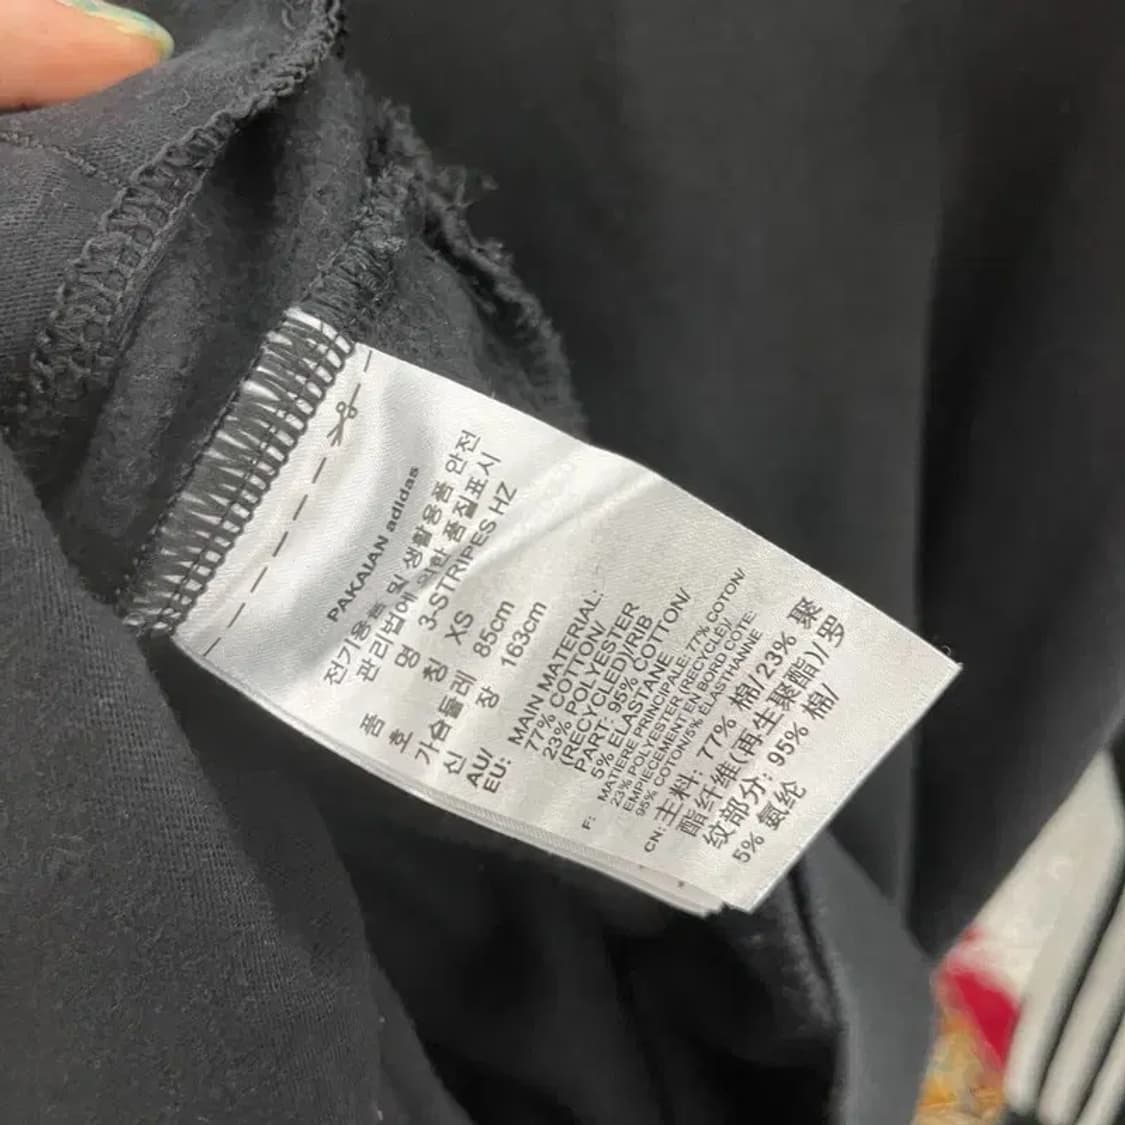 PAKAIAN adidas
전기용품 및 생활용품 안전
관리법에 의한 품질표시
품 명 3-STRIPES HZ
호 칭 XS
가슴둘레 85cm
신 장 163cm
AU/
EU: MAIN MATERIAL:
77% COTTON/
23% POLYESTER
(RECYCLED)/RIB
PART: 95% COTTON/
5% ELASTANE
F: MATIERE PRINCIPALE: 77% COTON/
23% POLYESTER (RECYCLÉ)/
EMPIECEMENT EN BORD COTE:
95% COTON/5% ELASTHANNE
CN: 主料: 77% 棉/23% 聚
酯纤维(再生聚酯)/罗
纹部分: 95% 棉/
5% 氨纶